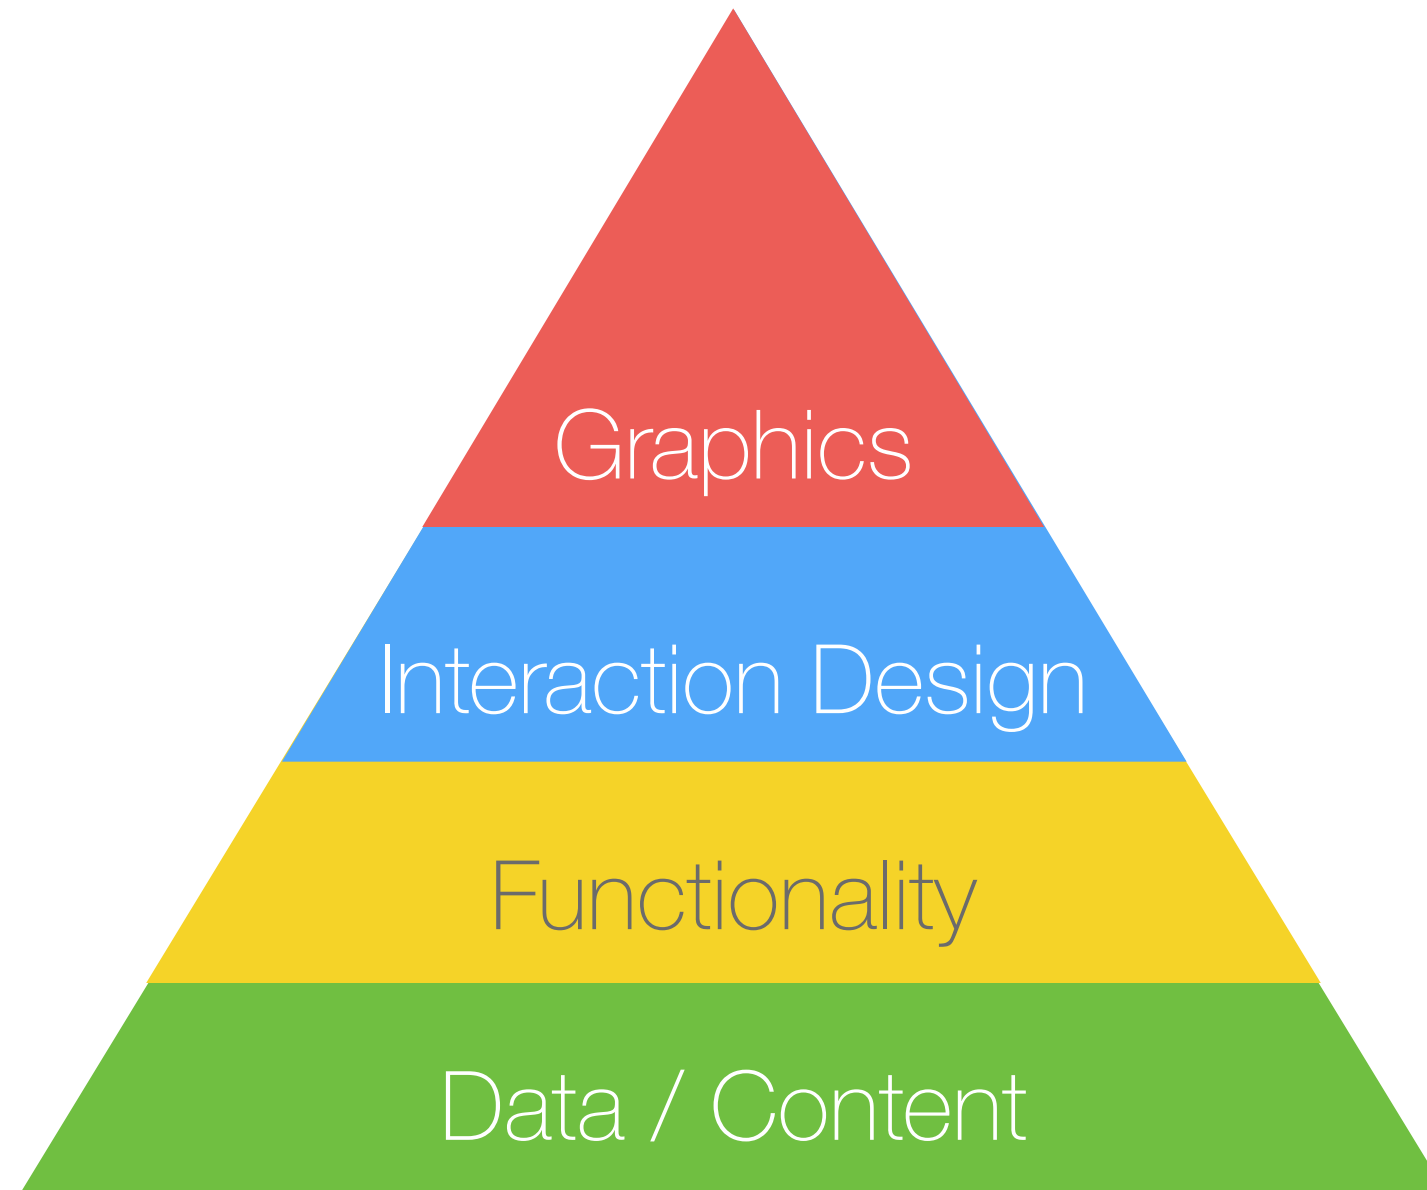 Graphics
Interaction Design
Functionality
Data / Content